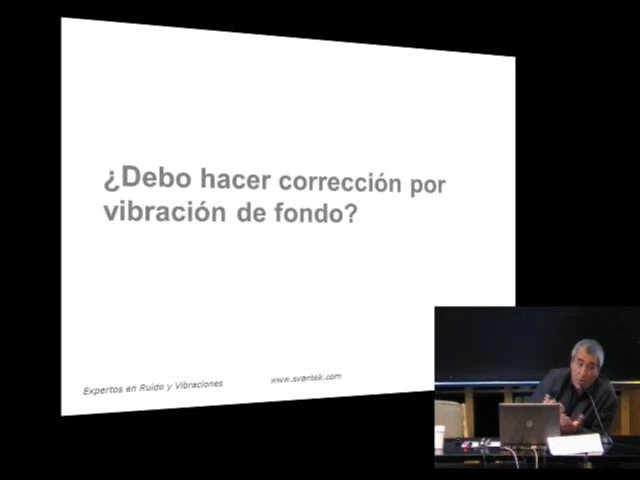 ¿Debo hacer corrección por
vibración de fondo?
Expertos en Ruido y Vibraciones
www.svantek.com